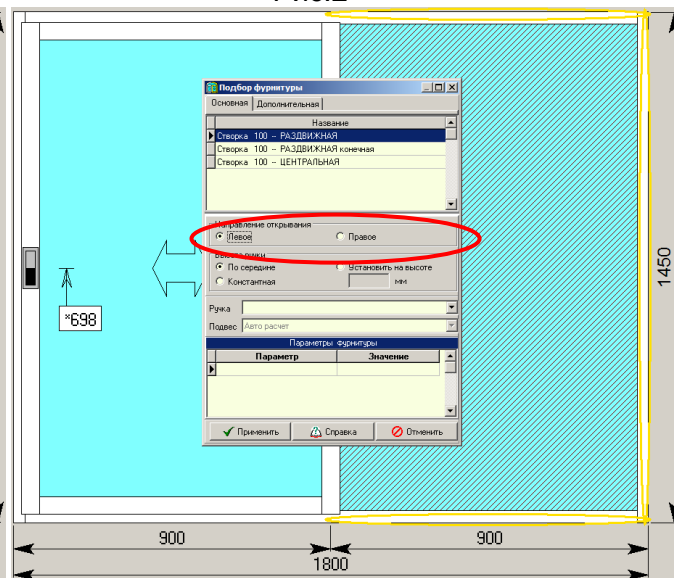 Подбор фурнитуры
Основная Дополнительная
Название
Створка 100 - РАЗДВИЖНАЯ
Створка 100 - РАЗДВИЖНАЯ конечная
Створка 100 - ЦЕНТРАЛЬНАЯ
Направление открывания
Левое Правое
По середине Установить на высоте
Константная мм
Ручка
Подвес Авто расчет
Параметры фурнитуры
Параметр Значение
Применить Справка Отменить
*698
1450
900 900
1800